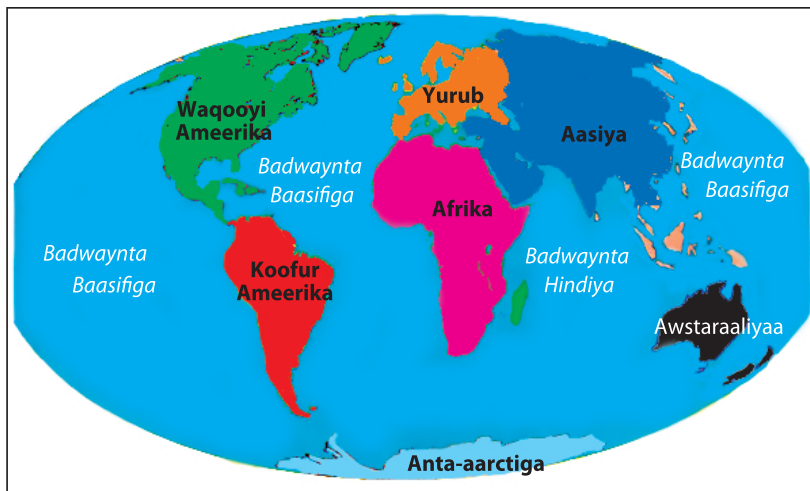 Waqooyi
Ameerika
Yurub
Aasiya
Badwaynta
Baasifiga
Badwaynta
Baasifiga
Afrika
Badwaynta
Baasifiga
Koofur
Ameerika
Badwaynta
Hindiya
Awstaraaliyaa
Anta-aarctiga